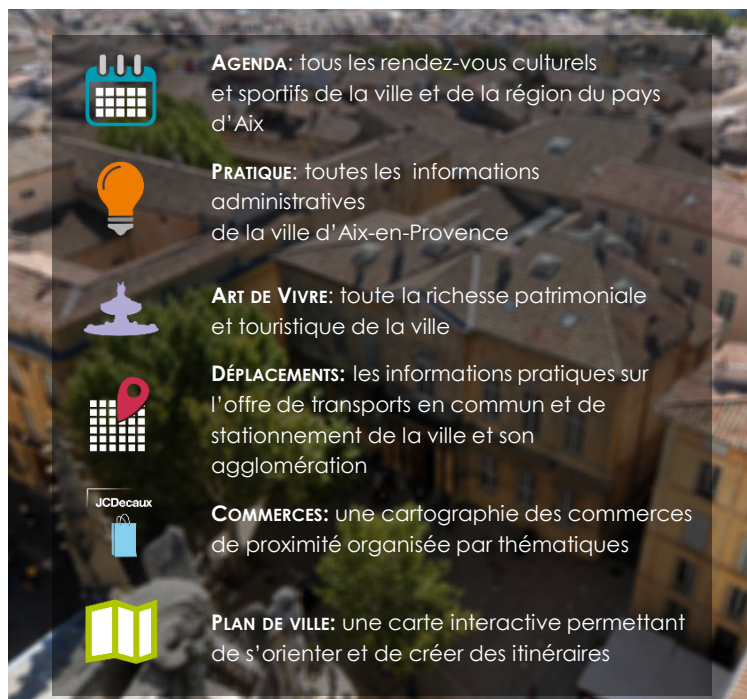 AGENDA: tous les rendez-vous culturels
et sportifs de la ville et de la région du pays
d'Aix
PRATIQUE: toutes les informations
administratives
de la ville d'Aix-en-Provence
ART DE VIVRE: toute la richesse patrimoniale
et touristique de la ville
DÉPLACEMENTS: les informations pratiques sur
l'offre de transports en commun et de
stationnement de la ville et son
agglomération
JCDecaux
COMMERCES: une cartographie des commerces
de proximité organisée par thématiques
PLAN DE VILLE: une carte interactive permettant
de s'orienter et de créer des itinéraires